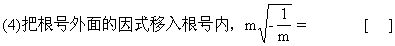 (4)把根号外面的因式移入根号内，m√(-1/m) = [ ]